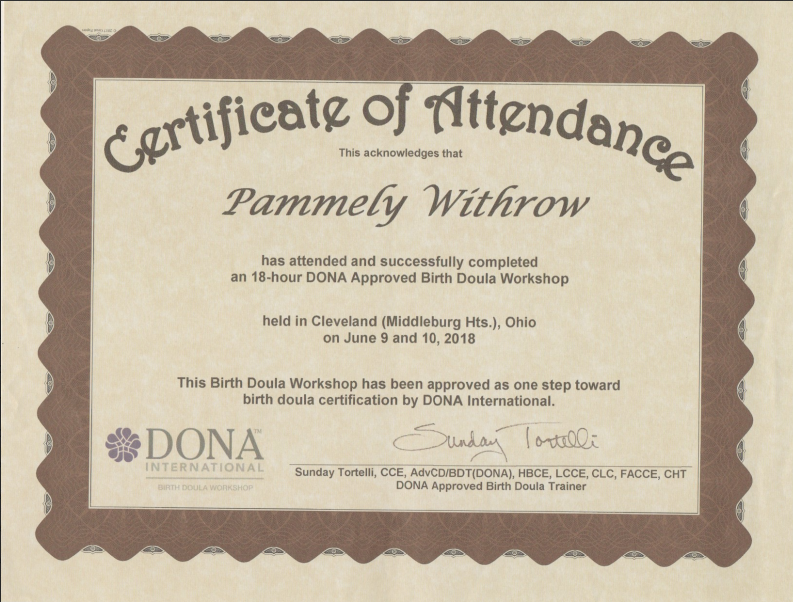 Certificate of Attendance
This acknowledges that
Pammely Withrow
has attended and successfully completed
an 18-hour DONA Approved Birth Doula Workshop
held in Cleveland (Middleburg Hts.), Ohio
on June 9 and 10, 2018
This Birth Doula Workshop has been approved as one step toward
birth doula certification by DONA International.
DONA™
INTERNATIONAL
BIRTH DOULA WORKSHOP
Sunday Tortelli
Sunday Tortelli, CCE, AdvCD/BDT(DONA), HBCE, LCCE, CLC, FACCE, CHT
DONA Approved Birth Doula Trainer